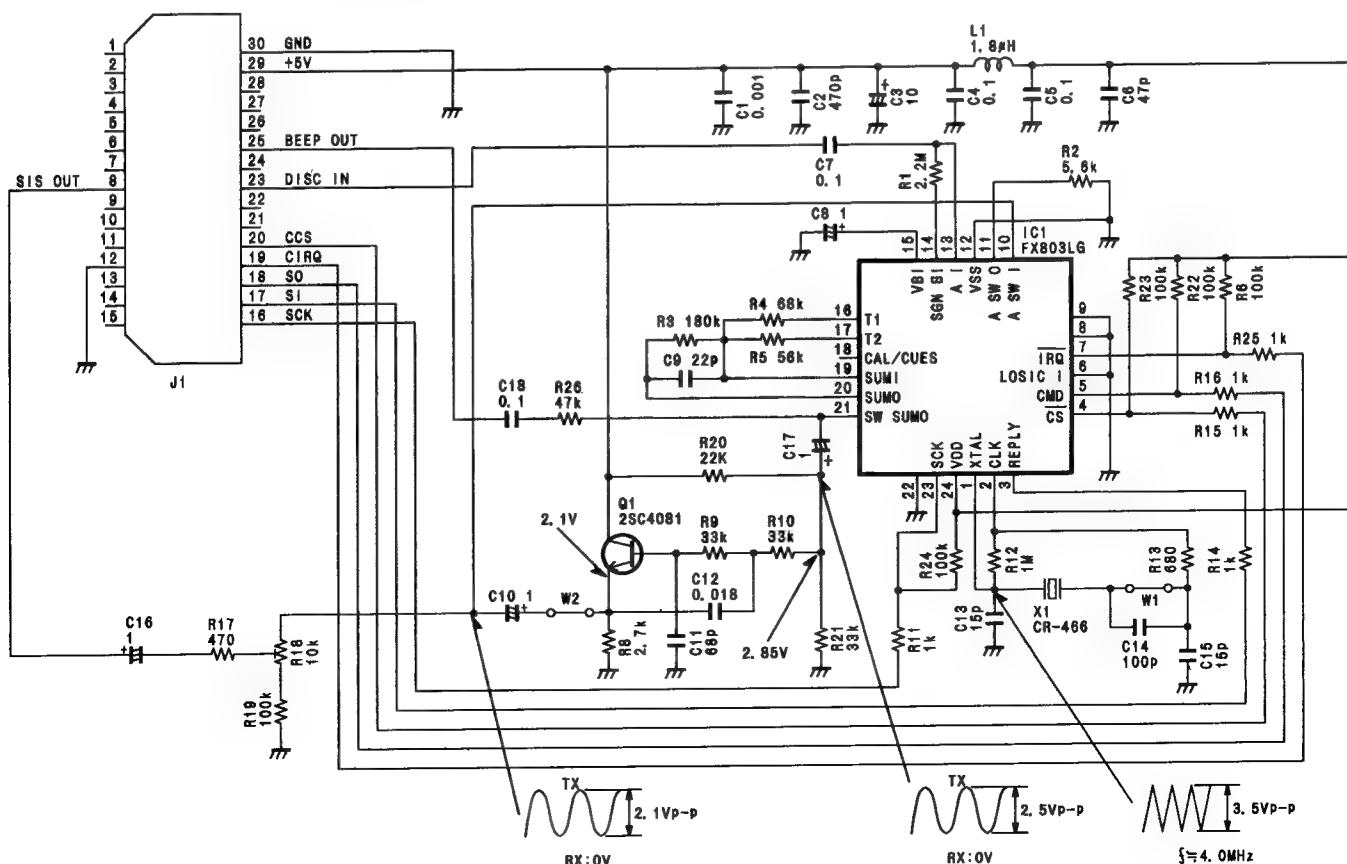 1
2
3
4
5
6
7
8
9
10
11
12
13
14
15
30 GND
29 +5V
28
27
26
25 BEEP OUT
24
23 DISC IN
22
21
20 CCS
19 CIRQ
18 SO
17 SI
16 SCK
J1
SIS OUT
L1
1.8μH
C1
0.001
C2
470p
C3
10
C4
0.1
C5
0.1
C6
47p
C7
0.1
R1
2.2M
R2
5.6k
C8 1
IC1
FX803LG
15 14 13 12 11 10
VBI
SGN BI
A I
VSS
A SW O
A SW I
R23
100k
R22
100k
R6
100k
R3 180k
C9 22p
R4 68k
R5 56k
16 T1
17 T2
18 CAL/CUES
19 SUMI
20 SUMO
21 SW SUMO
9
8
IRQ 7
LOSIC I 6
CMD 5
CS 4
R25 1k
R16 1k
R15 1k
C18
0.1
R26
47k
C17
1
R20
22K
SCK
VDD
XTAL
CLK
REPLY
22 23 24 1 2 3
Q1
2SC4081
2.1V
R9
33k
R10
33k
C12
0.018
C10 1
W2
R8
2.7k
C11
68p
2.85V
R21
33k
R24
100k
R11
1k
R12
1M
C13
15p
X1
CR-466
W1
R13
680
R14
1k
C14
100p
C15
15p
C16
1
R17
470
R18
10k
R19
100k
TX
2.1Vp-p
RX:0V
TX
2.5Vp-p
RX:0V
3.5Vp-p
f≒4.0MHz